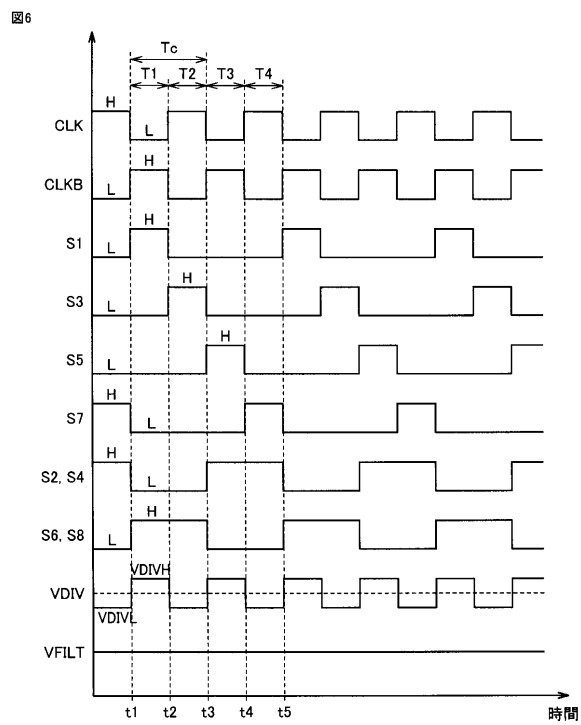 図6
Tc
T1 T2 T3 T4
H
CLK
L
H
CLKB
L
H
S1
L
H
S3
L
H
S5
L
H
S7
L
H
S2, S4
L
H
S6, S8
L
VDIVH
VDIV
VDIVL
VFILT
t1 t2 t3 t4 t5
時間